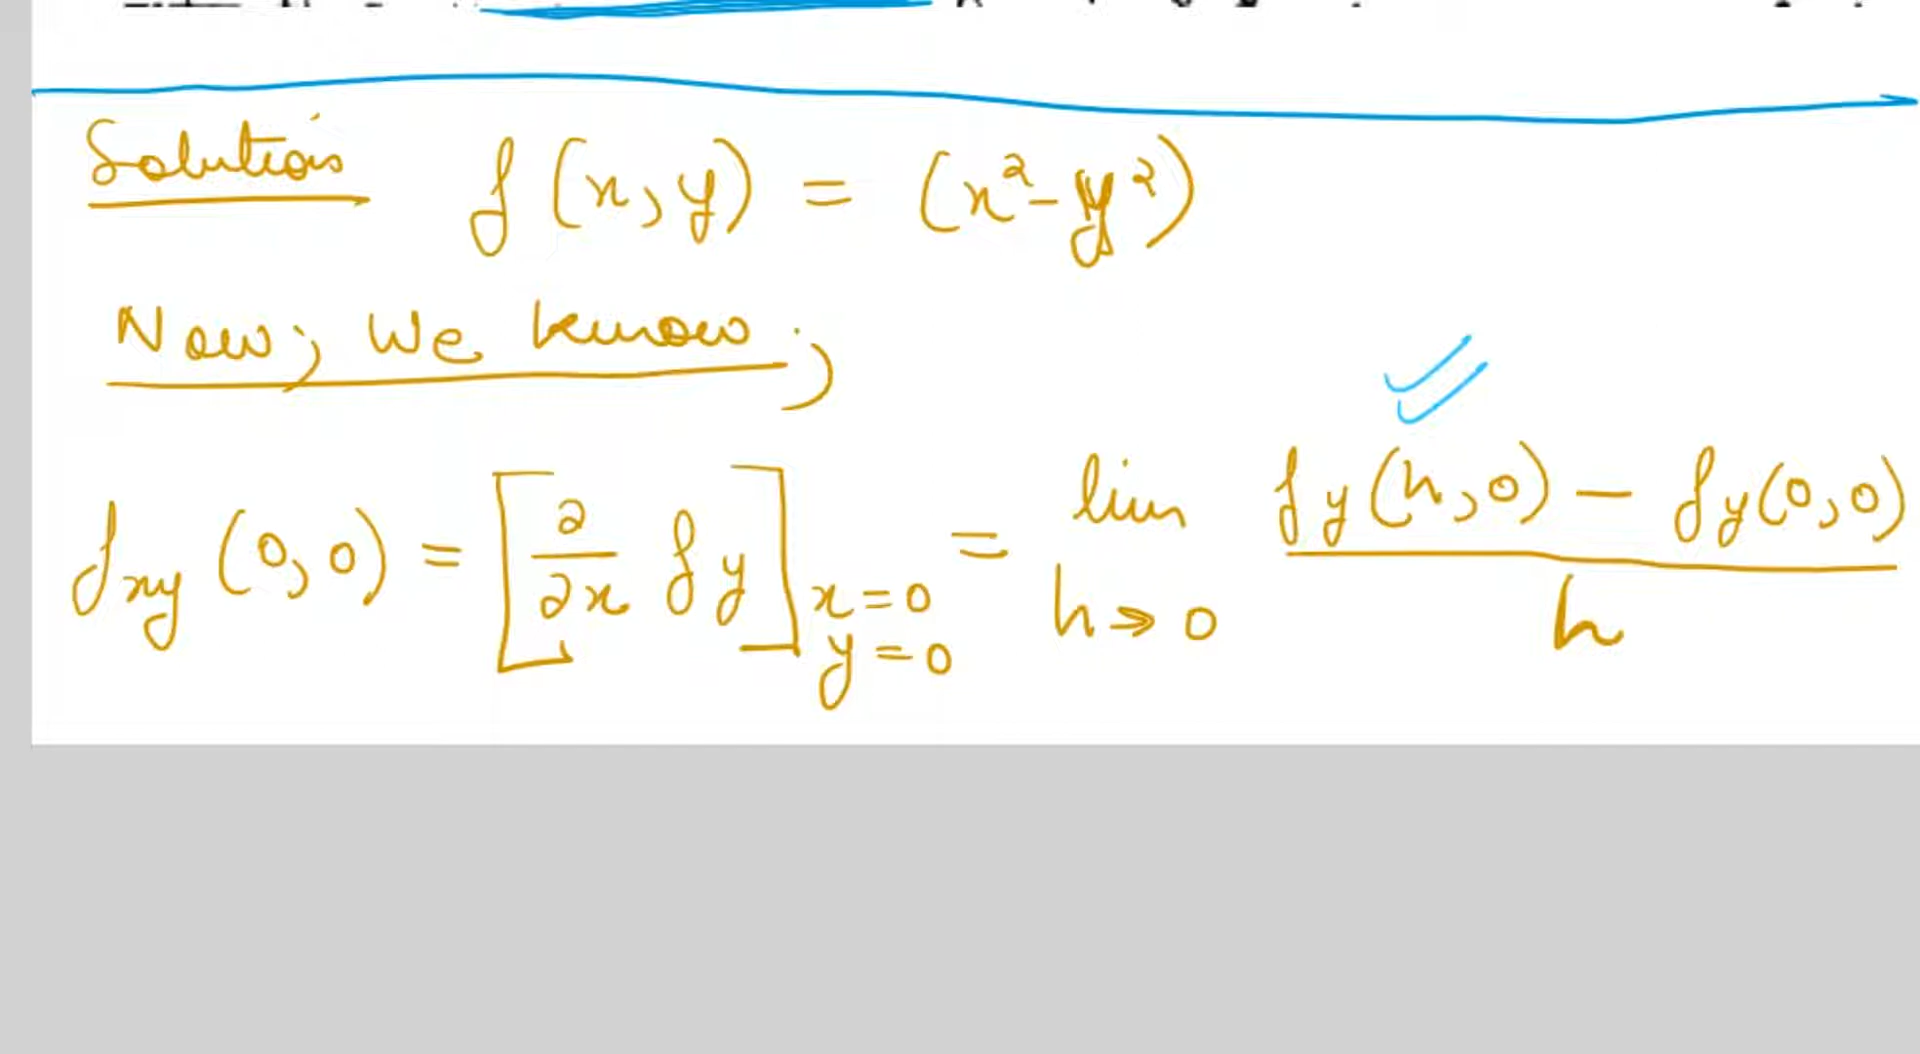 Solution f(x,y) = (x²-y²)
Now; We know;
fxy (0,0) = [∂/∂x fy] x=0 y=0 = lim h→0 fy(h,0) - fy(0,0) / h